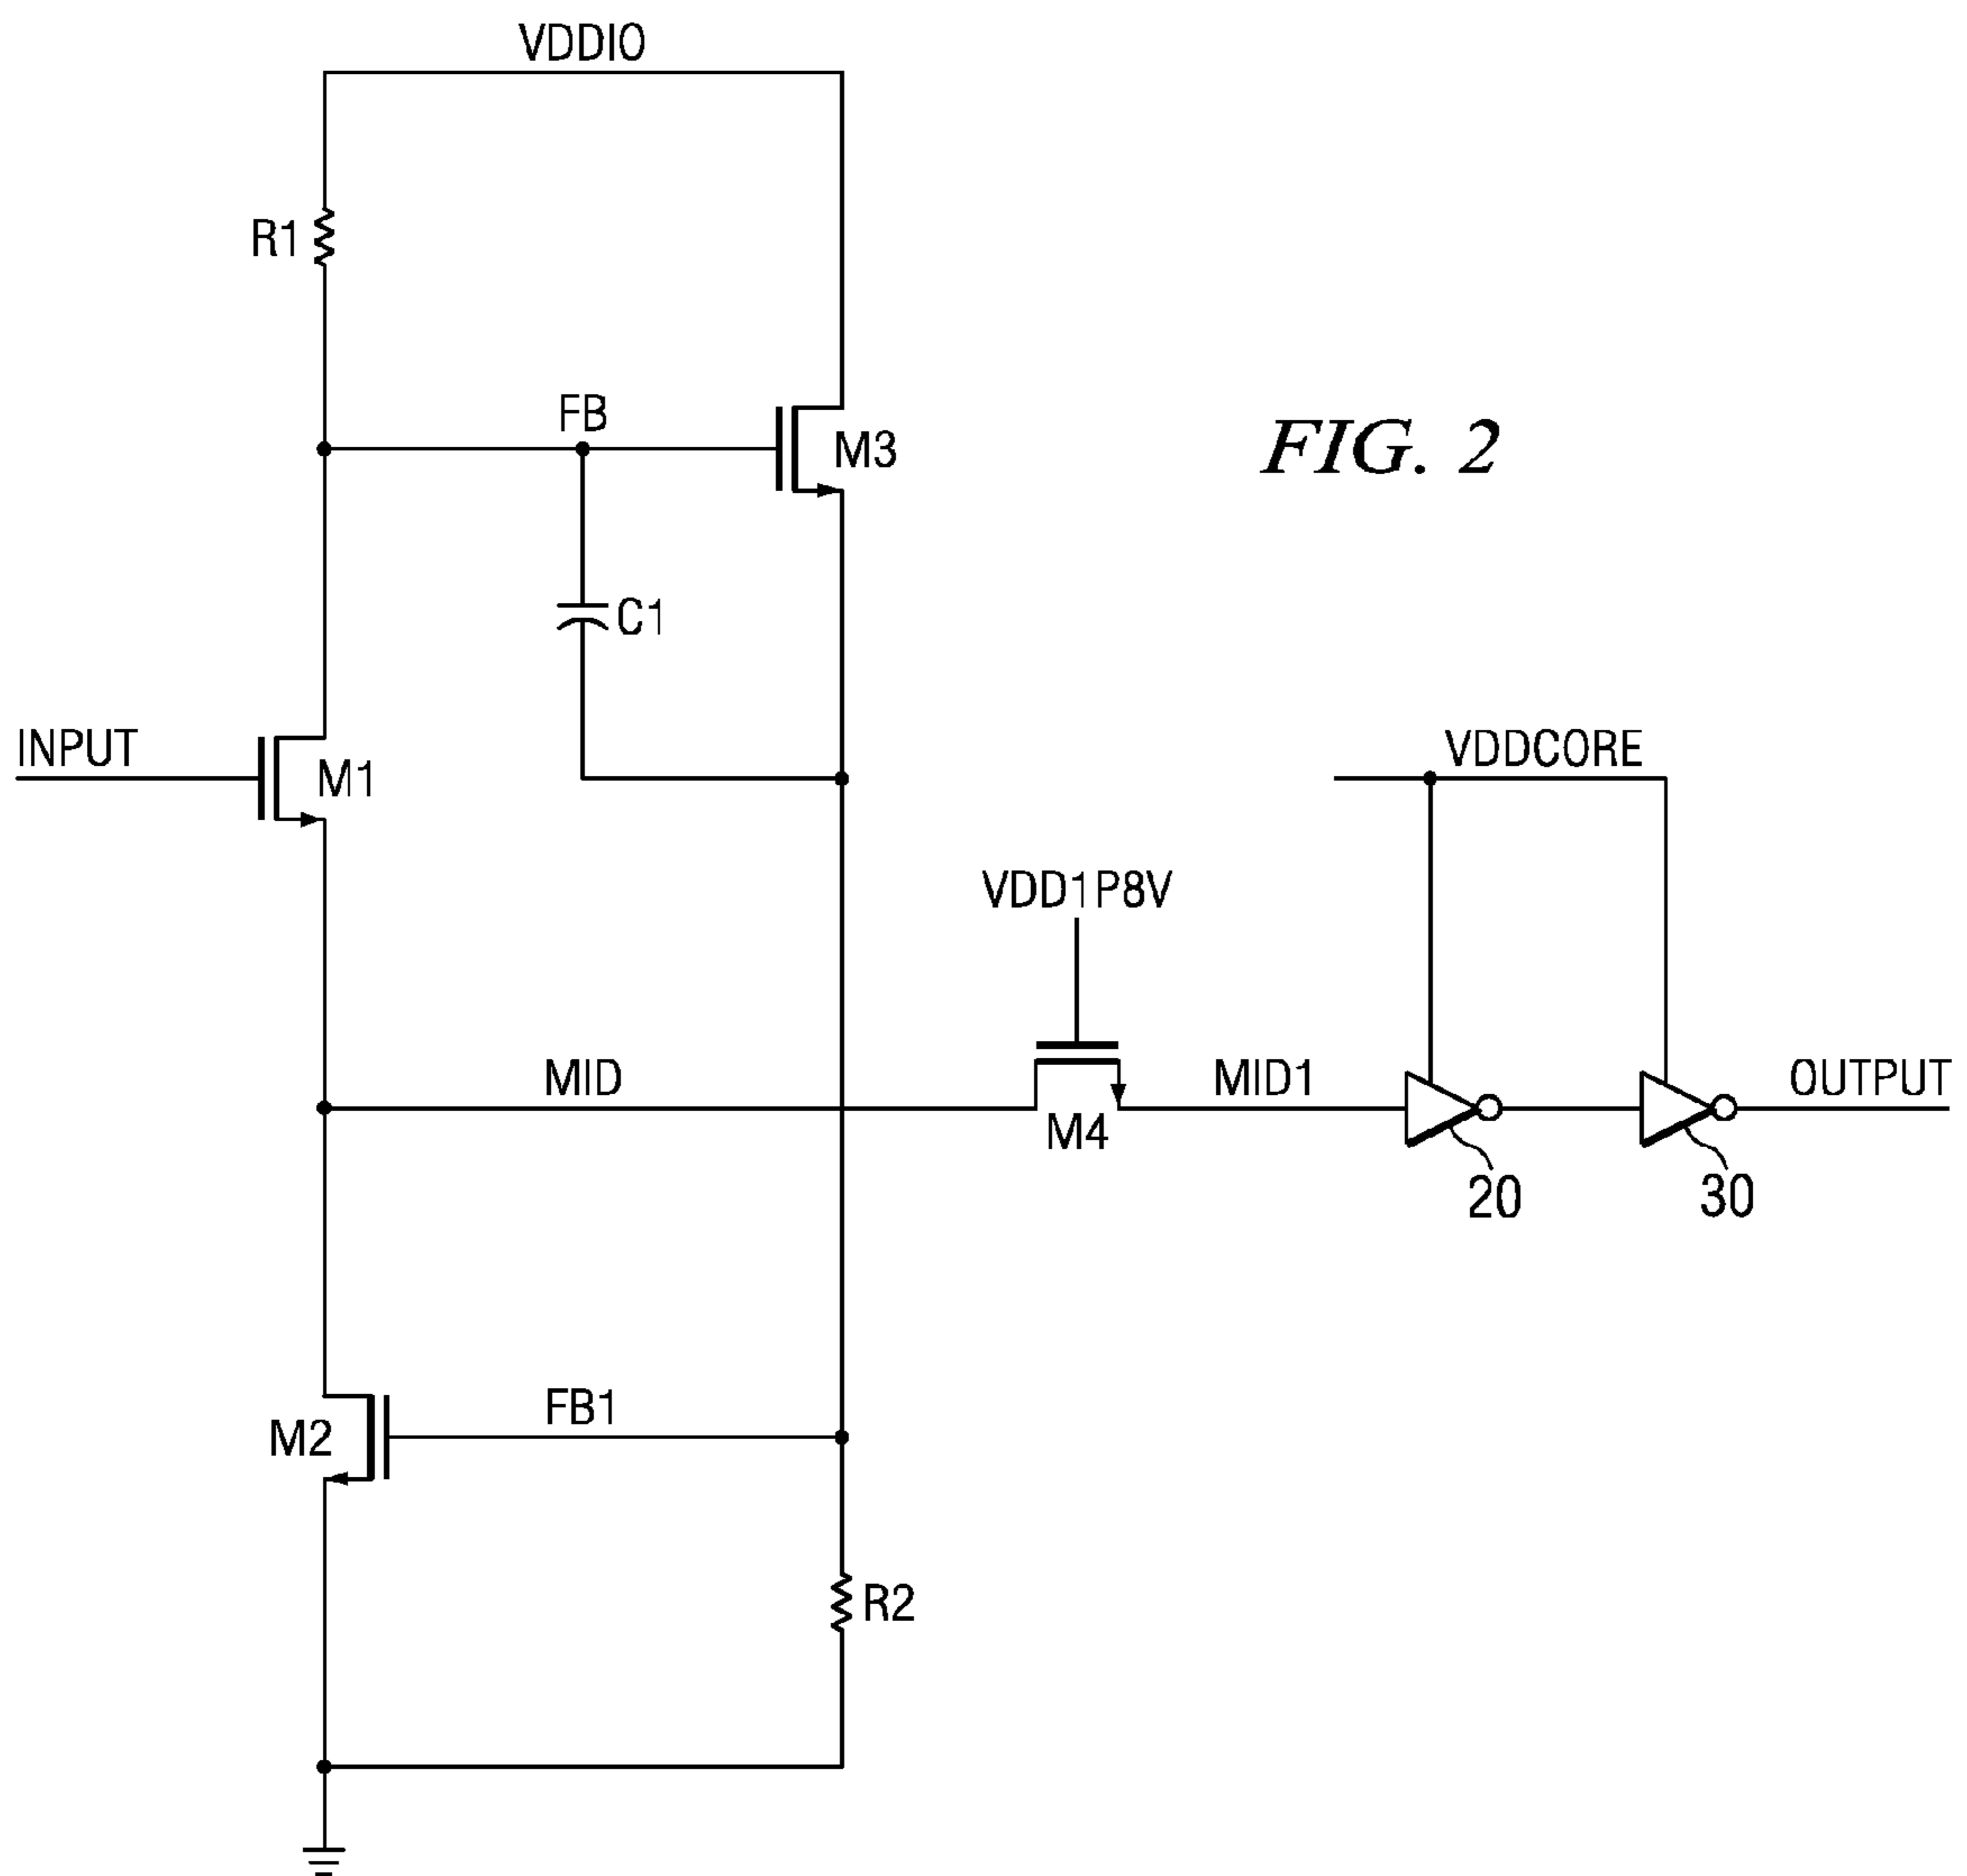 VDDIO
R1
FB
M3
FIG. 2
C1
INPUT
M1
VDDCORE
VDD1P8V
MID
M4
MID1
OUTPUT
20
30
M2
FB1
R2